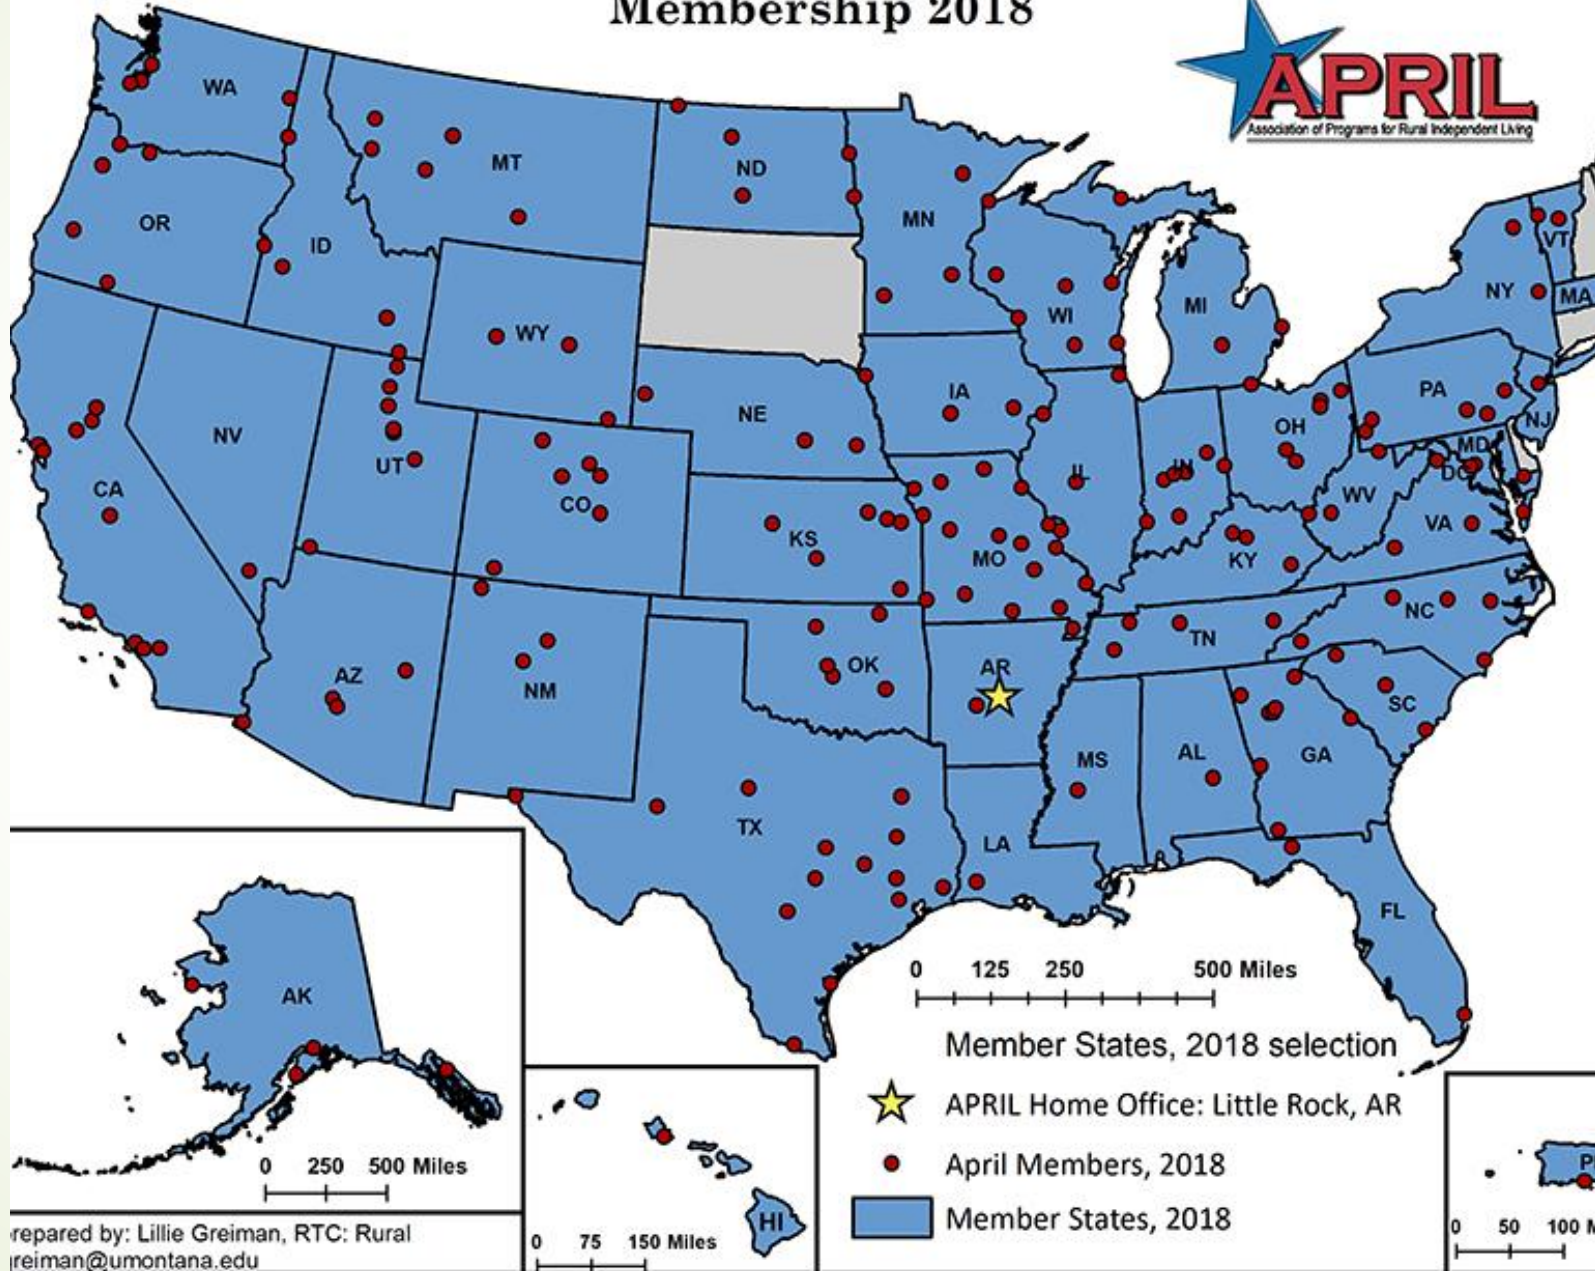 Membership 2018
APRIL
Association of Programs for Rural Independent Living
WA
MT
ND
MN
OR
ID
WI
MI
NY
VT
MA
WY
IA
NE
PA
NJ
OH
IL
IN
MD
DC
NV
UT
CA
CO
KS
MO
WV
VA
KY
NC
TN
AZ
NM
OK
AR
SC
MS
AL
GA
TX
LA
FL
AK
0 250 500 Miles
HI
0 75 150 Miles
0 125 250 500 Miles
Member States, 2018 selection
APRIL Home Office: Little Rock, AR
April Members, 2018
Member States, 2018
P
0 50 100 M
repared by: Lillie Greiman, RTC: Rural
reiman@umontana.edu